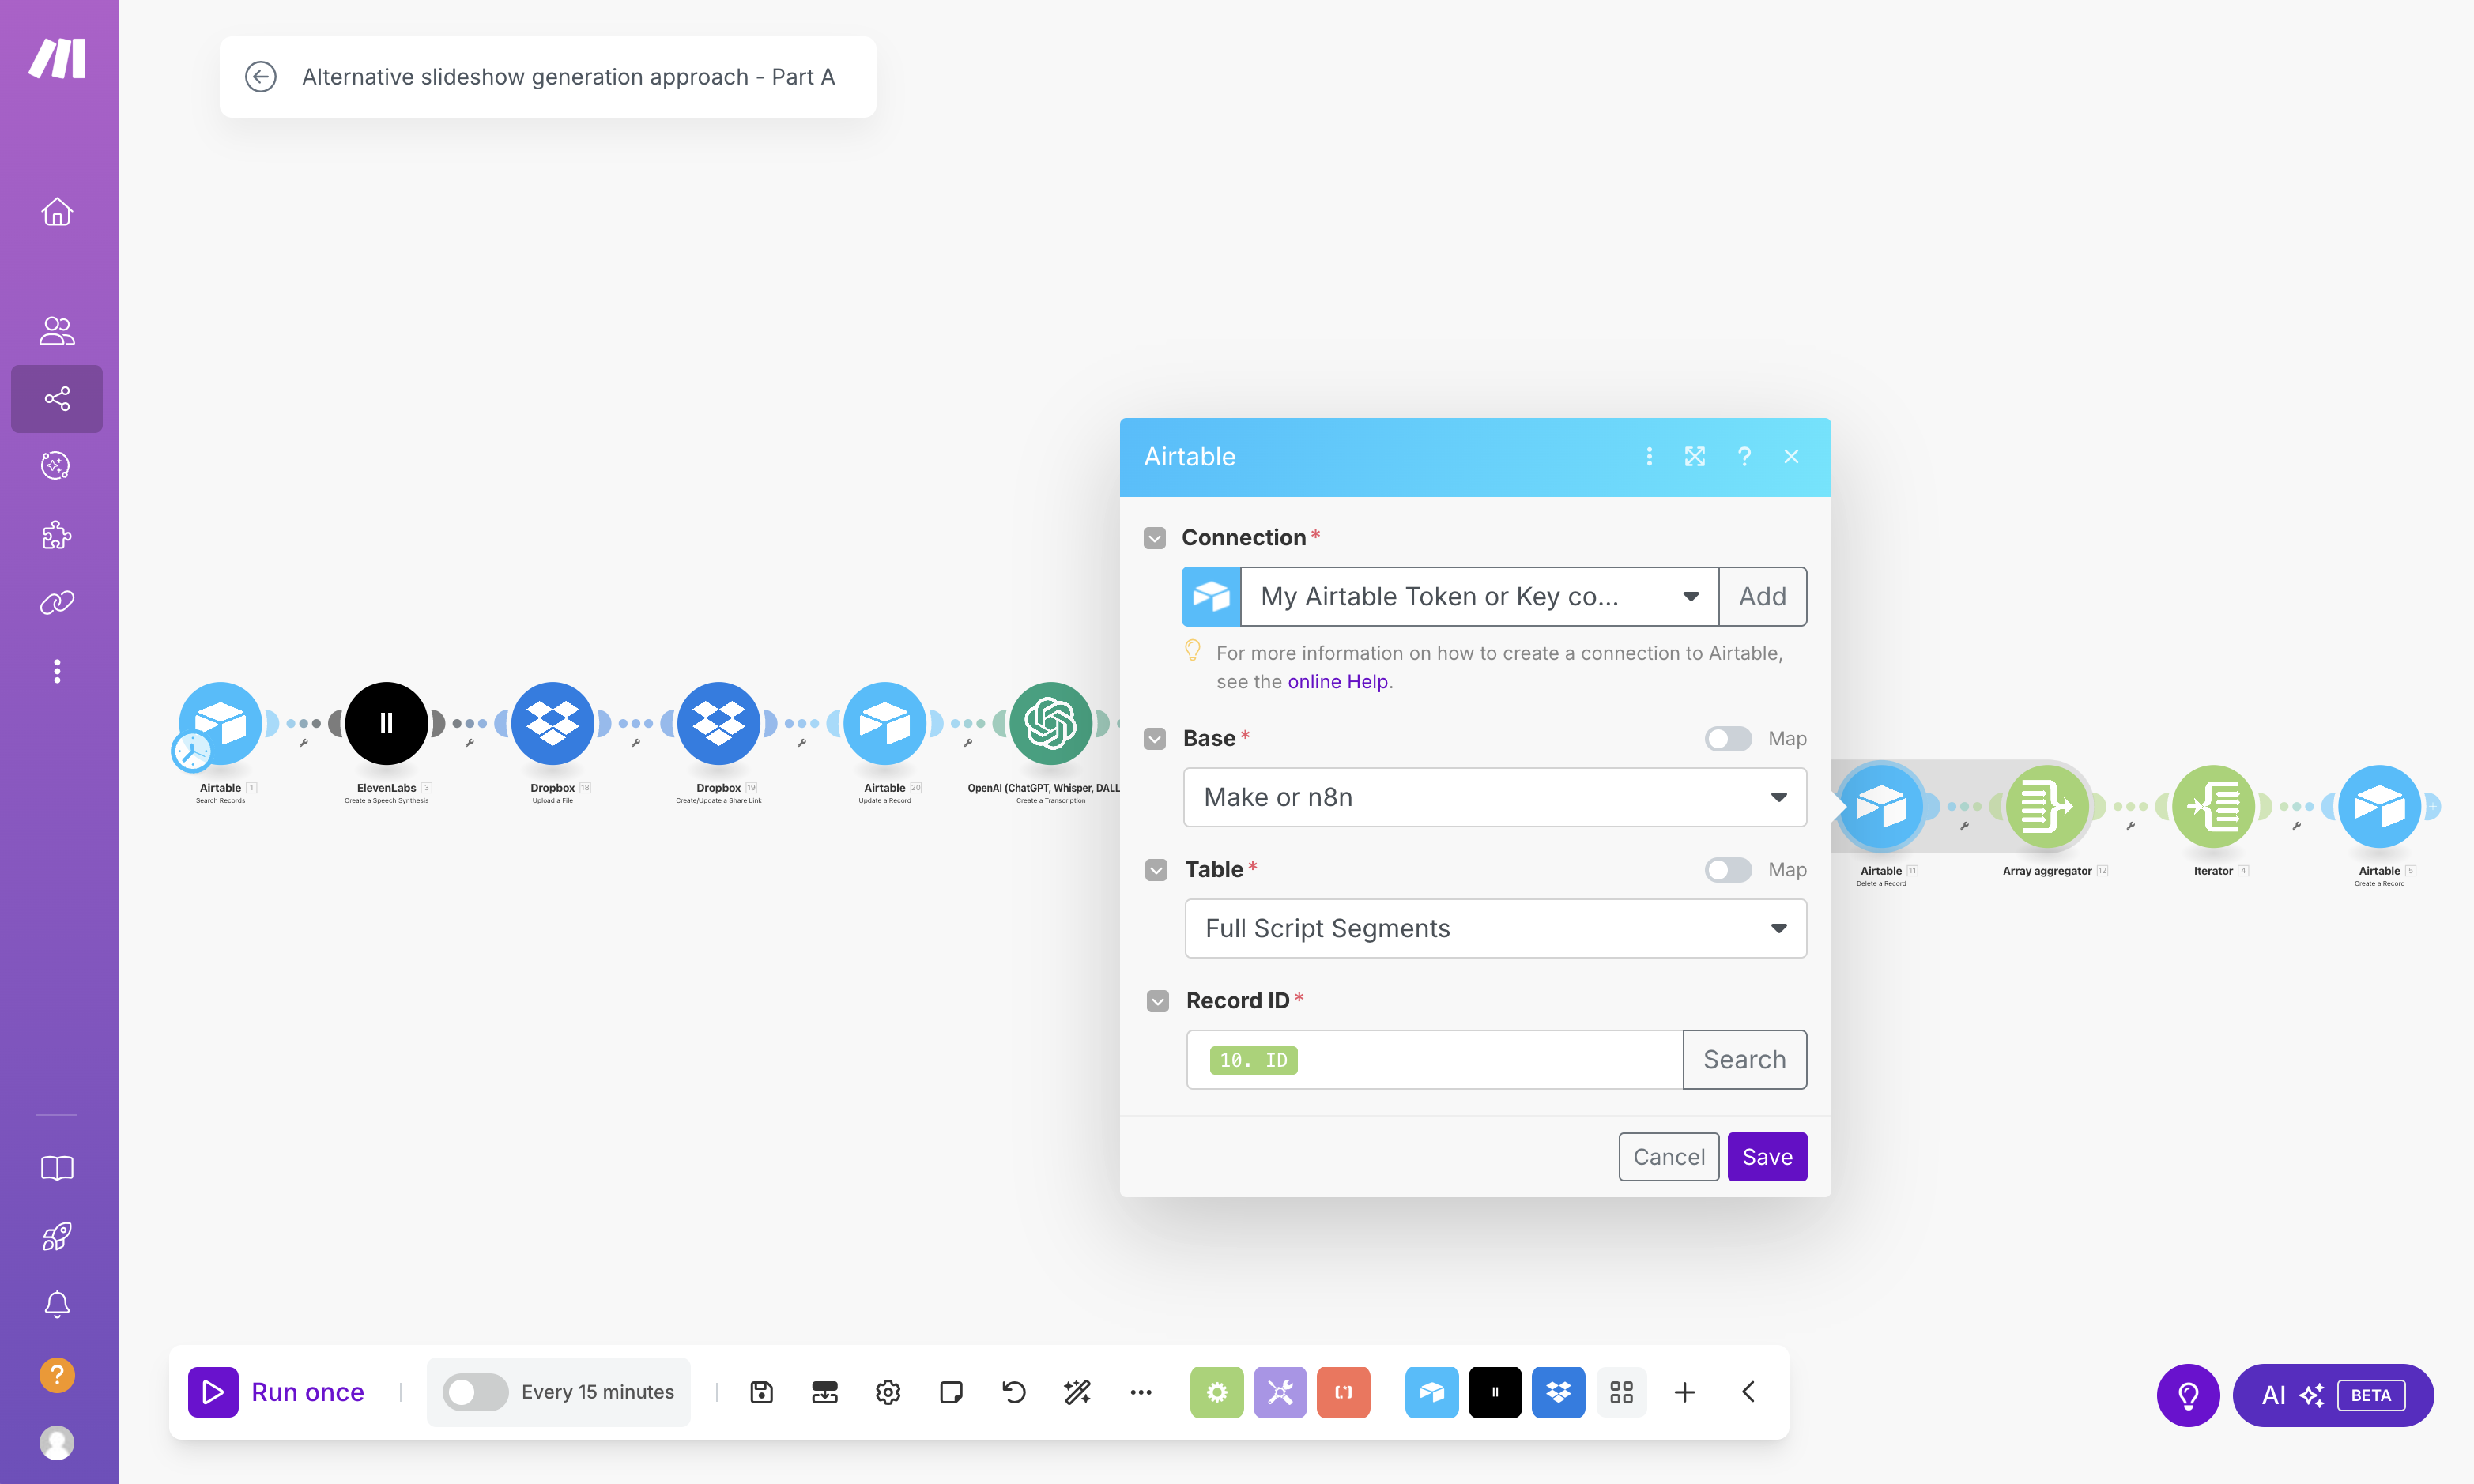 Alternative slideshow generation approach - Part A
Airtable
Connection *
My Airtable Token or Key co...
Add
For more information on how to create a connection to Airtable,
see the online Help.
Base *
Map
Make or n8n
Table *
Map
Full Script Segments
Record ID *
10. ID
Search
Cancel
Save
Airtable 1
Search Records
ElevenLabs 3
Create a Speech Synthesis
Dropbox 18
Upload a File
Dropbox 19
Create/Update a Share Link
Airtable 20
Update a Record
OpenAI (ChatGPT, Whisper, DALL
Create a Transcription
Airtable 11
Delete a Record
Array aggregator 12
Iterator 4
Airtable 5
Create a Record
Run once
Every 15 minutes
AI
BETA